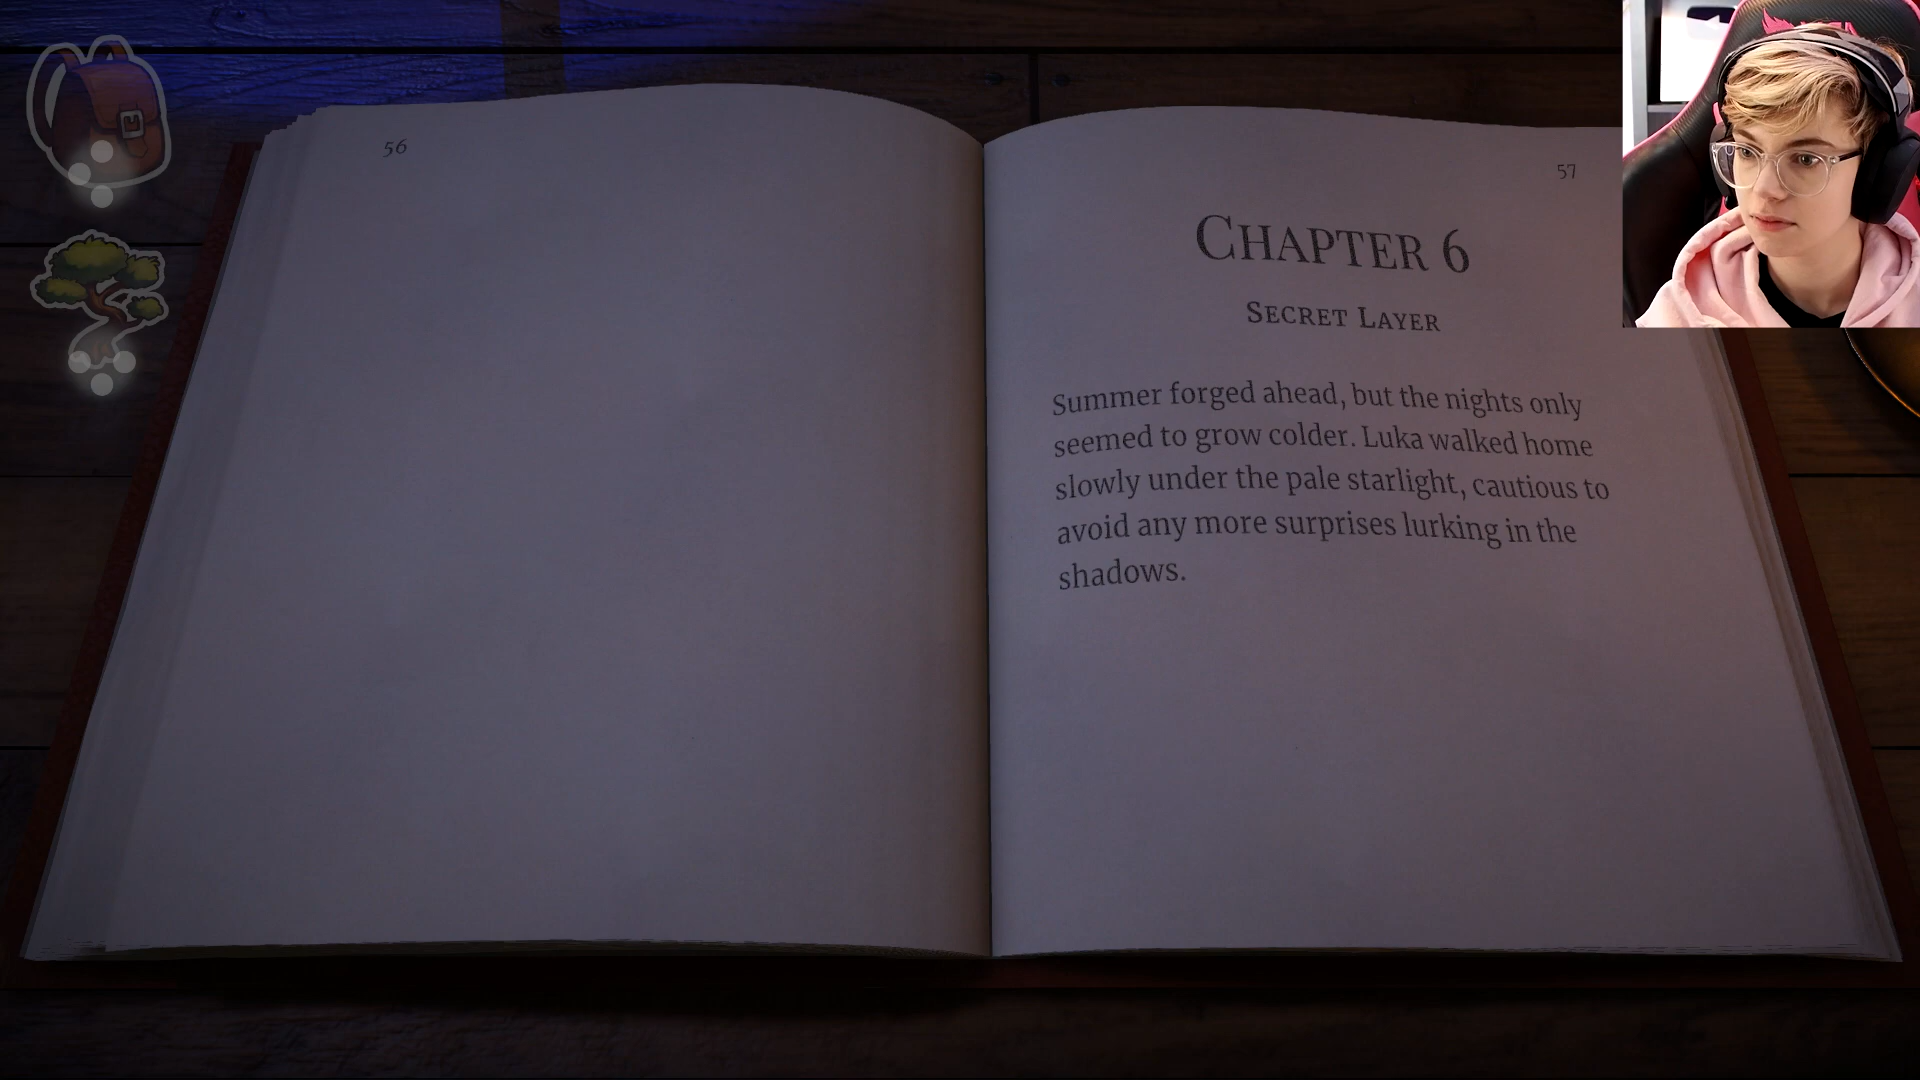 56
57
Chapter 6
Secret Layer
Summer forged ahead, but the nights only
seemed to grow colder. Luka walked home
slowly under the pale starlight, cautious to
avoid any more surprises lurking in the
shadows.